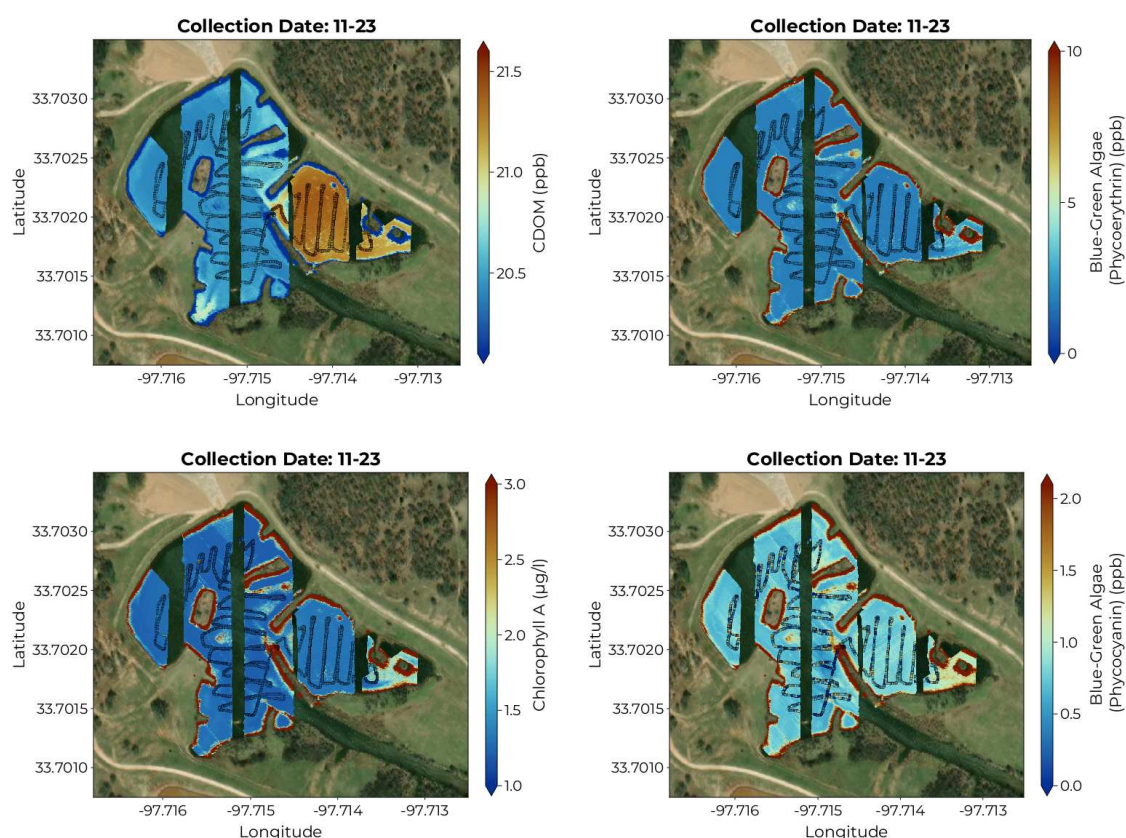 Collection Date: 11-23
33.7030
33.7025
33.7020
33.7015
33.7010
Latitude
-97.716
-97.715
-97.714
-97.713
Longitude
21.5
21.0
20.5
CDOM (ppb)
Collection Date: 11-23
33.7030
33.7025
33.7020
33.7015
33.7010
Latitude
-97.716
-97.715
-97.714
-97.713
Longitude
10
5
0
Blue-Green Algae
(Phycoerythrin) (ppb)
Collection Date: 11-23
33.7030
33.7025
33.7020
33.7015
33.7010
Latitude
-97.716
-97.715
-97.714
-97.713
Longitude
3.0
2.5
2.0
1.5
1.0
Chlorophyll A (μg/l)
Collection Date: 11-23
33.7030
33.7025
33.7020
33.7015
33.7010
Latitude
-97.716
-97.715
-97.714
-97.713
Longitude
2.0
1.5
1.0
0.5
0.0
Blue-Green Algae
(Phycocyanin) (ppb)